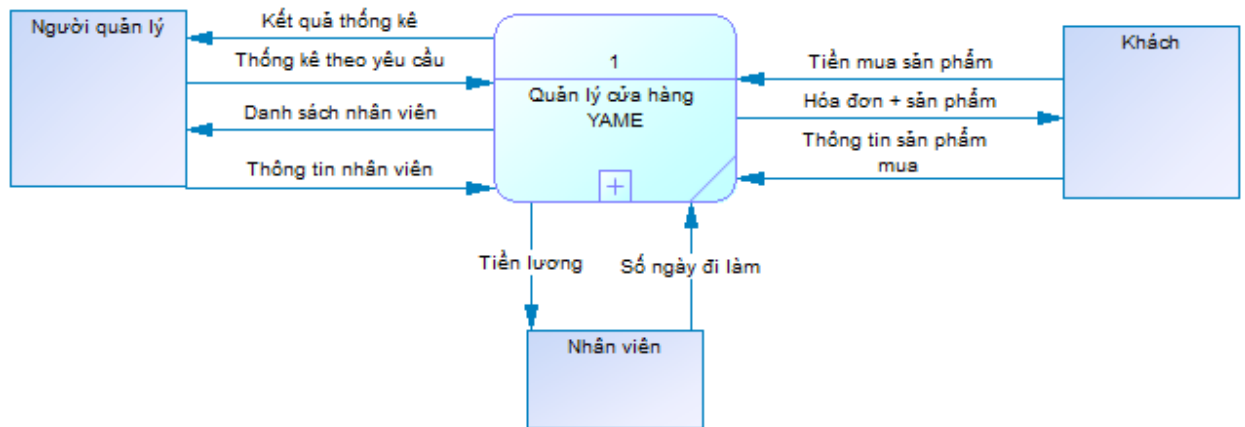 Người quản lý
Kết quả thống kê
Thống kê theo yêu cầu
Danh sách nhân viên
Thông tin nhân viên
1
Quản lý cửa hàng
YAME
Tiền mua sản phẩm
Hóa đơn + sản phẩm
Thông tin sản phẩm
mua
Khách
Tiền lương
Số ngày đi làm
Nhân viên